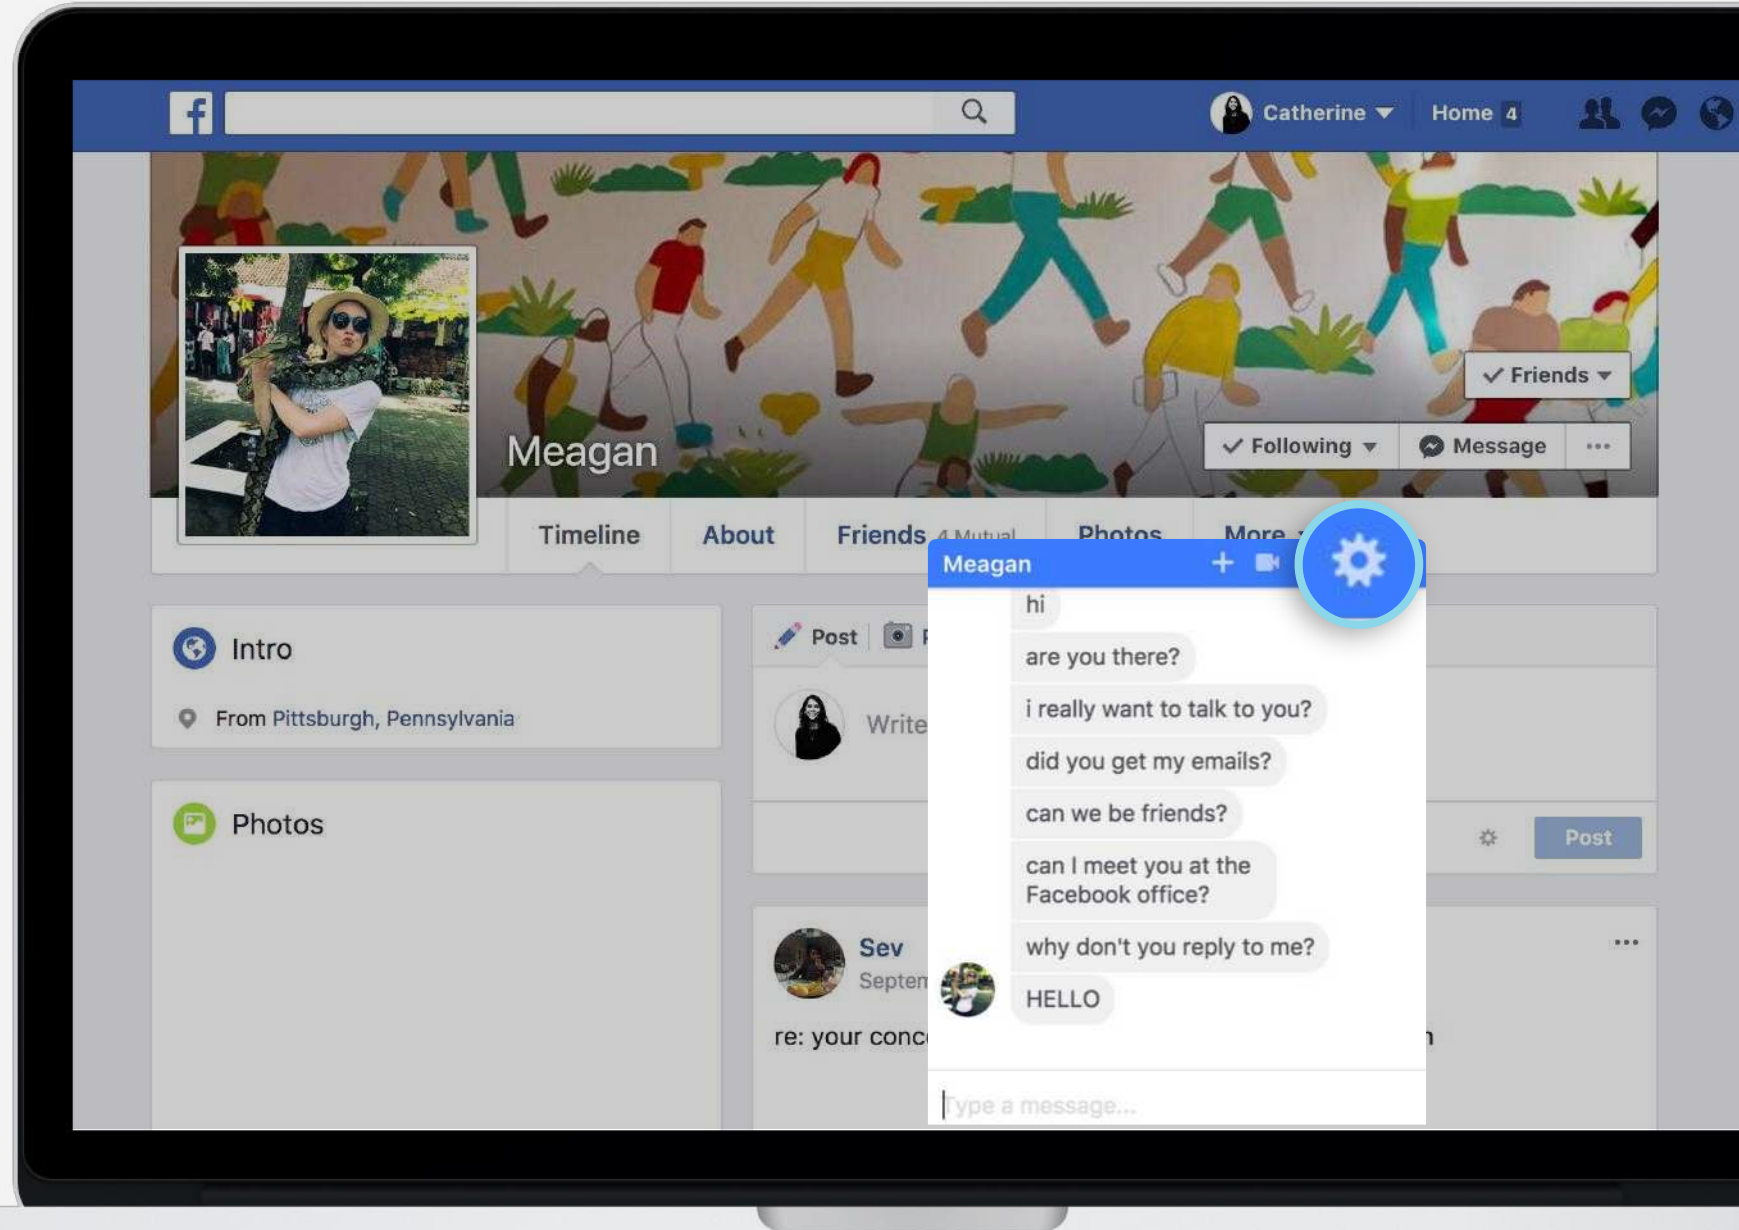 f
Catherine
Home 4
Friends
Following
Message
Meagan
Timeline
About
Friends 4 Mutual
Photos
More
Intro
From Pittsburgh, Pennsylvania
Photos
Post
Write
Post
Sev
re: your
Meagan
hi
are you there?
i really want to talk to you?
did you get my emails?
can we be friends?
can I meet you at the
Facebook office?
why don't you reply to me?
HELLO
Type a message...